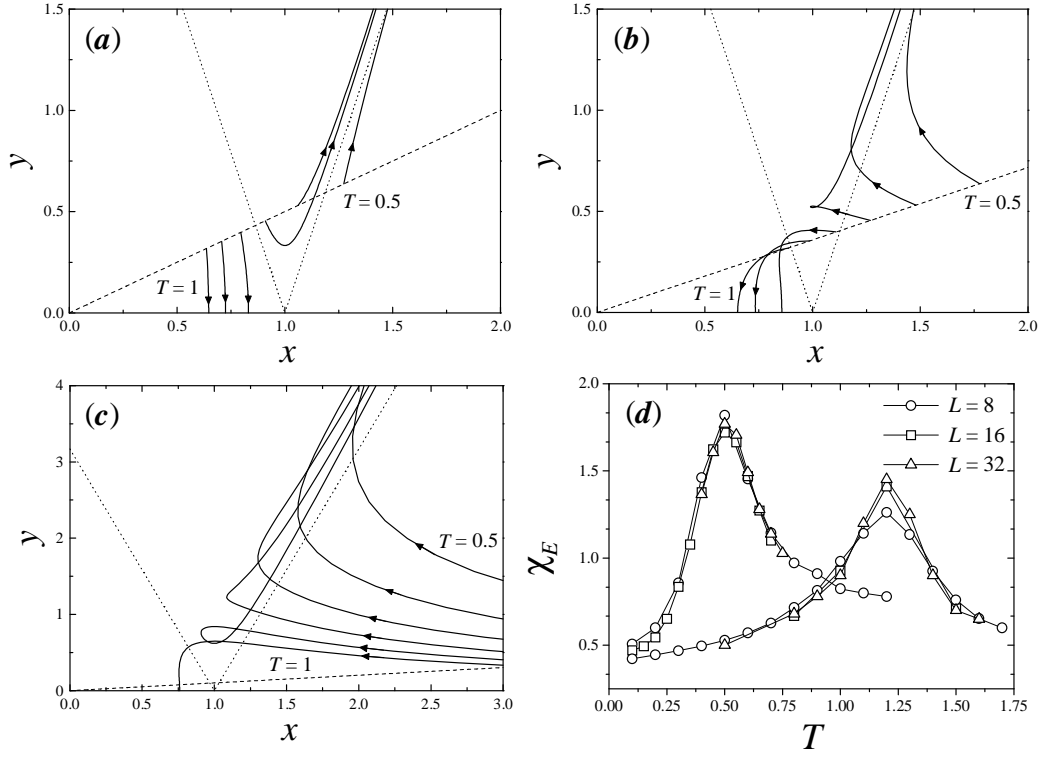 (a)
1.5
1.0
0.5
0.0
y
T = 0.5
T = 1
0.0 0.5 1.0 1.5 2.0
x
(b)
1.5
1.0
0.5
0.0
y
T = 0.5
T = 1
0.0 0.5 1.0 1.5 2.0
x
(c)
4
3
2
1
0
y
T = 0.5
T = 1
0.0 0.5 1.0 1.5 2.0 2.5 3.0
x
(d)
L = 8
L = 16
L = 32
2.0
1.5
1.0
0.5
χE
0.00 0.25 0.50 0.75 1.00 1.25 1.50 1.75
T